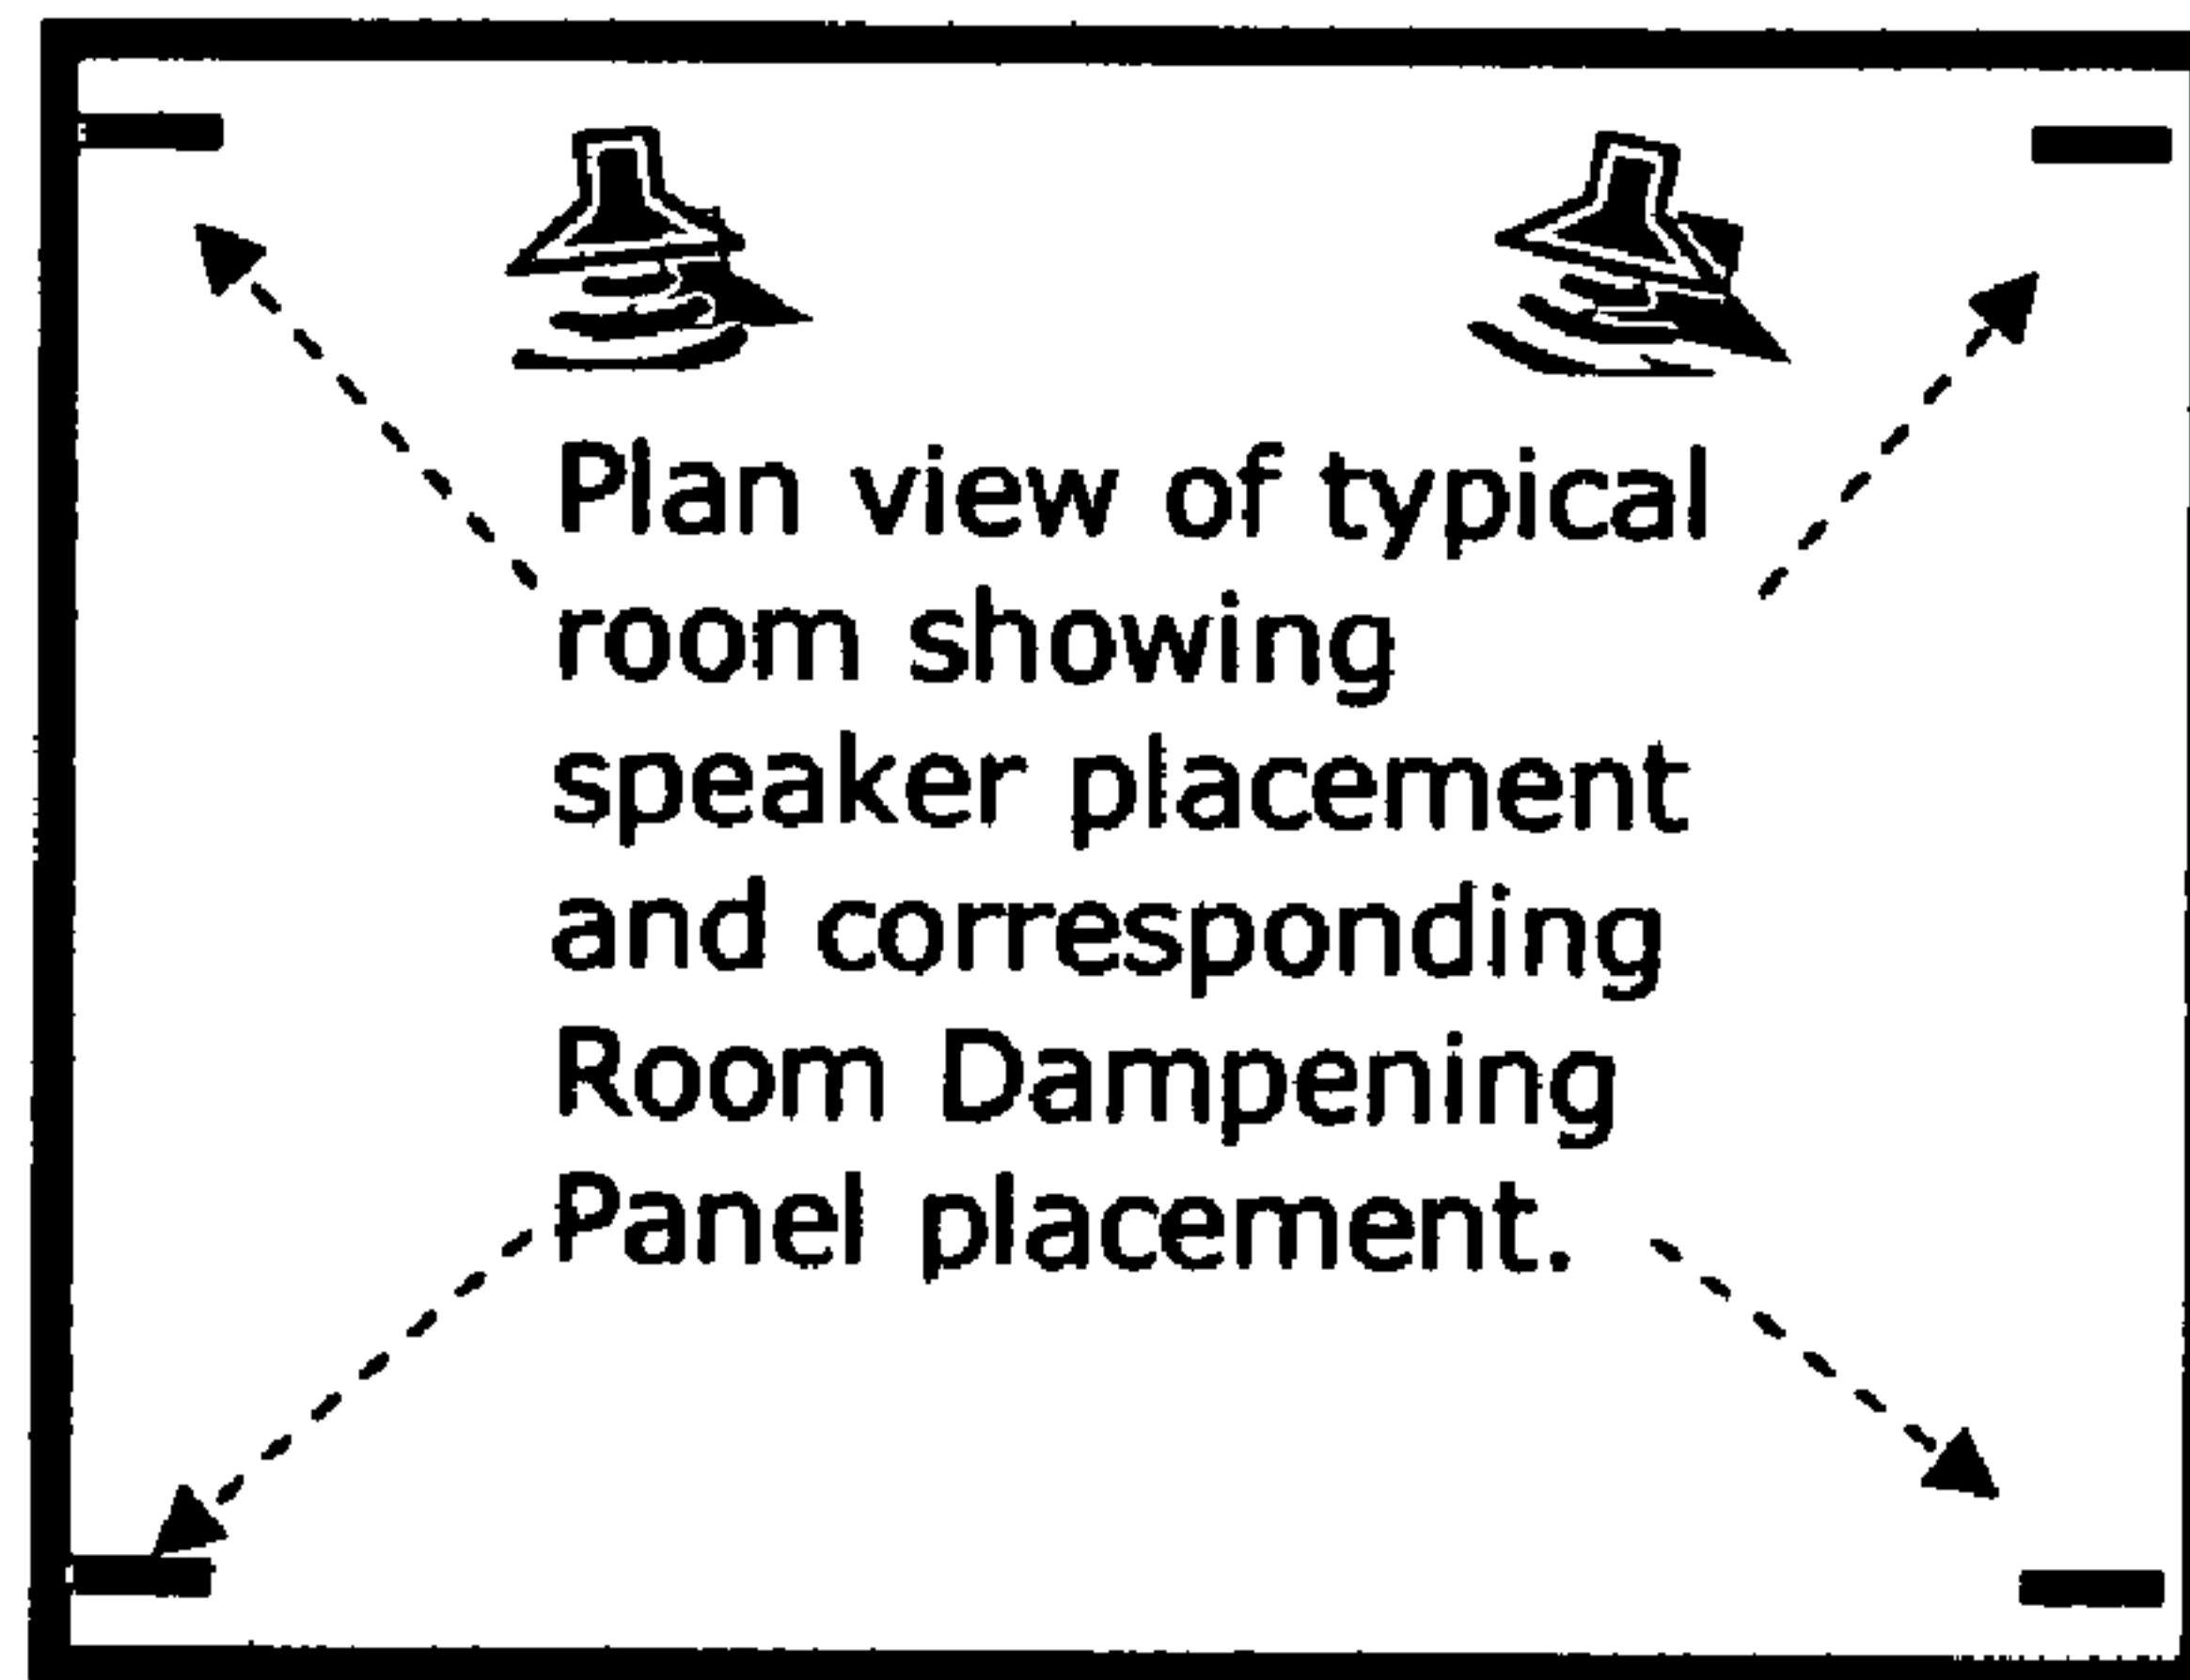 Plan view of typical
room showing
speaker placement
and corresponding
Room Dampening
Panel placement.